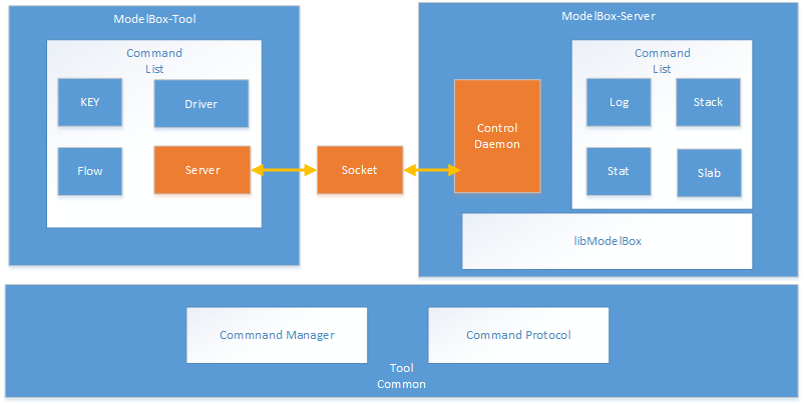 ModelBox-Tool
Command
List
KEY
Driver
Flow
Server
Socket
ModelBox-Server
Control
Daemon
Command
List
Log
Stack
Stat
Slab
libModelBox
Commnand Manager
Command Protocol
Tool
Common